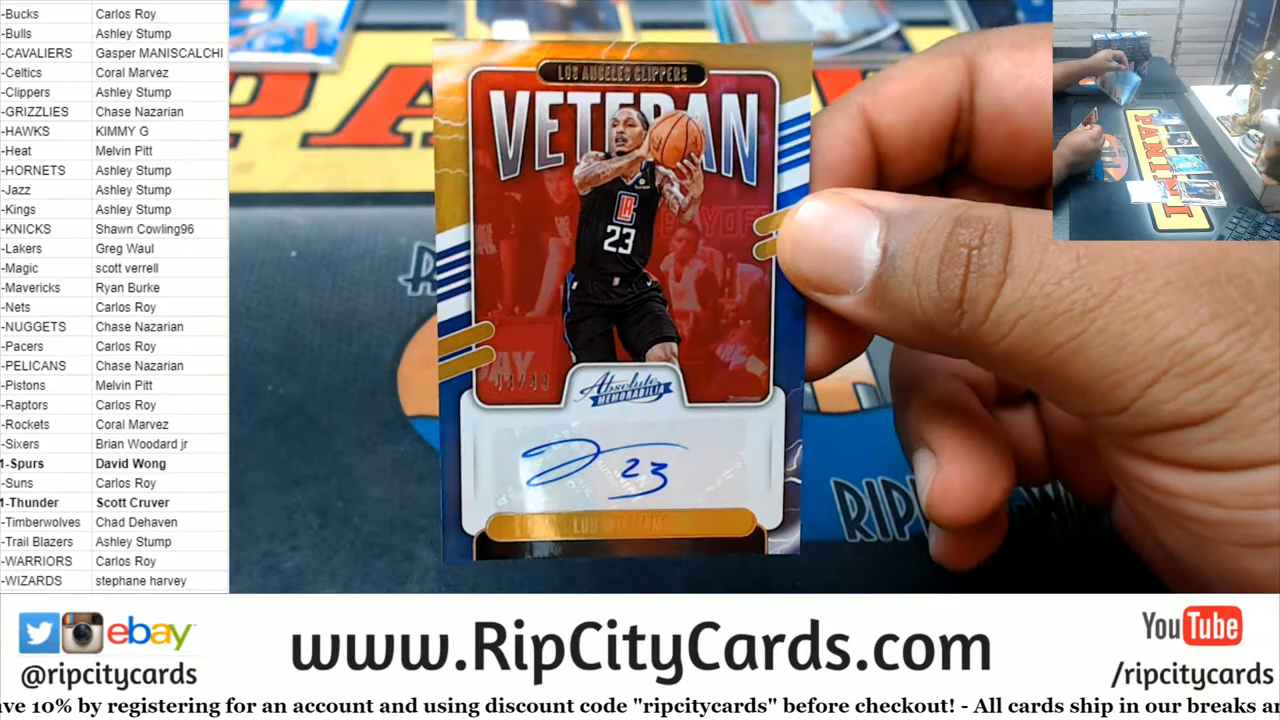 -Bucks Carlos Roy
-Bulls Ashley Stump
-CAVALIERS Gasper MANISCALCHI
-Celtics Coral Marvez
-Clippers Ashley Stump
-GRIZZLIES Chase Nazarian
-HAWKS KIMMY G
-Heat Melvin Pitt
-HORNETS Ashley Stump
-Jazz Ashley Stump
-Kings Ashley Stump
-KNICKS Shawn Cowling96
-Lakers Greg Waul
-Magic scott verrell
-Mavericks Ryan Burke
-Nets Carlos Roy
-NUGGETS Chase Nazarian
-Pacers Carlos Roy
-PELICANS Chase Nazarian
-Pistons Melvin Pitt
-Raptors Carlos Roy
-Rockets Coral Marvez
-Sixers Brian Woodard jr
1-Spurs David Wong
-Suns Carlos Roy
1-Thunder Scott Cruver
-Timberwolves Chad Dehaven
-Trail Blazers Ashley Stump
-WARRIORS Carlos Roy
-WIZARDS stephane harvey
LOS ANGELES CLIPPERS
VETERAN
23
Absolute
MEMORABILIA
23
LOU WILLIAMS
PANINI
RIP
ebay
@ripcitycards
www.RipCityCards.com
YouTube
/ripcitycards
ve 10% by registering for an account and using discount code "ripcitycards" before checkout! - All cards ship in our breaks an